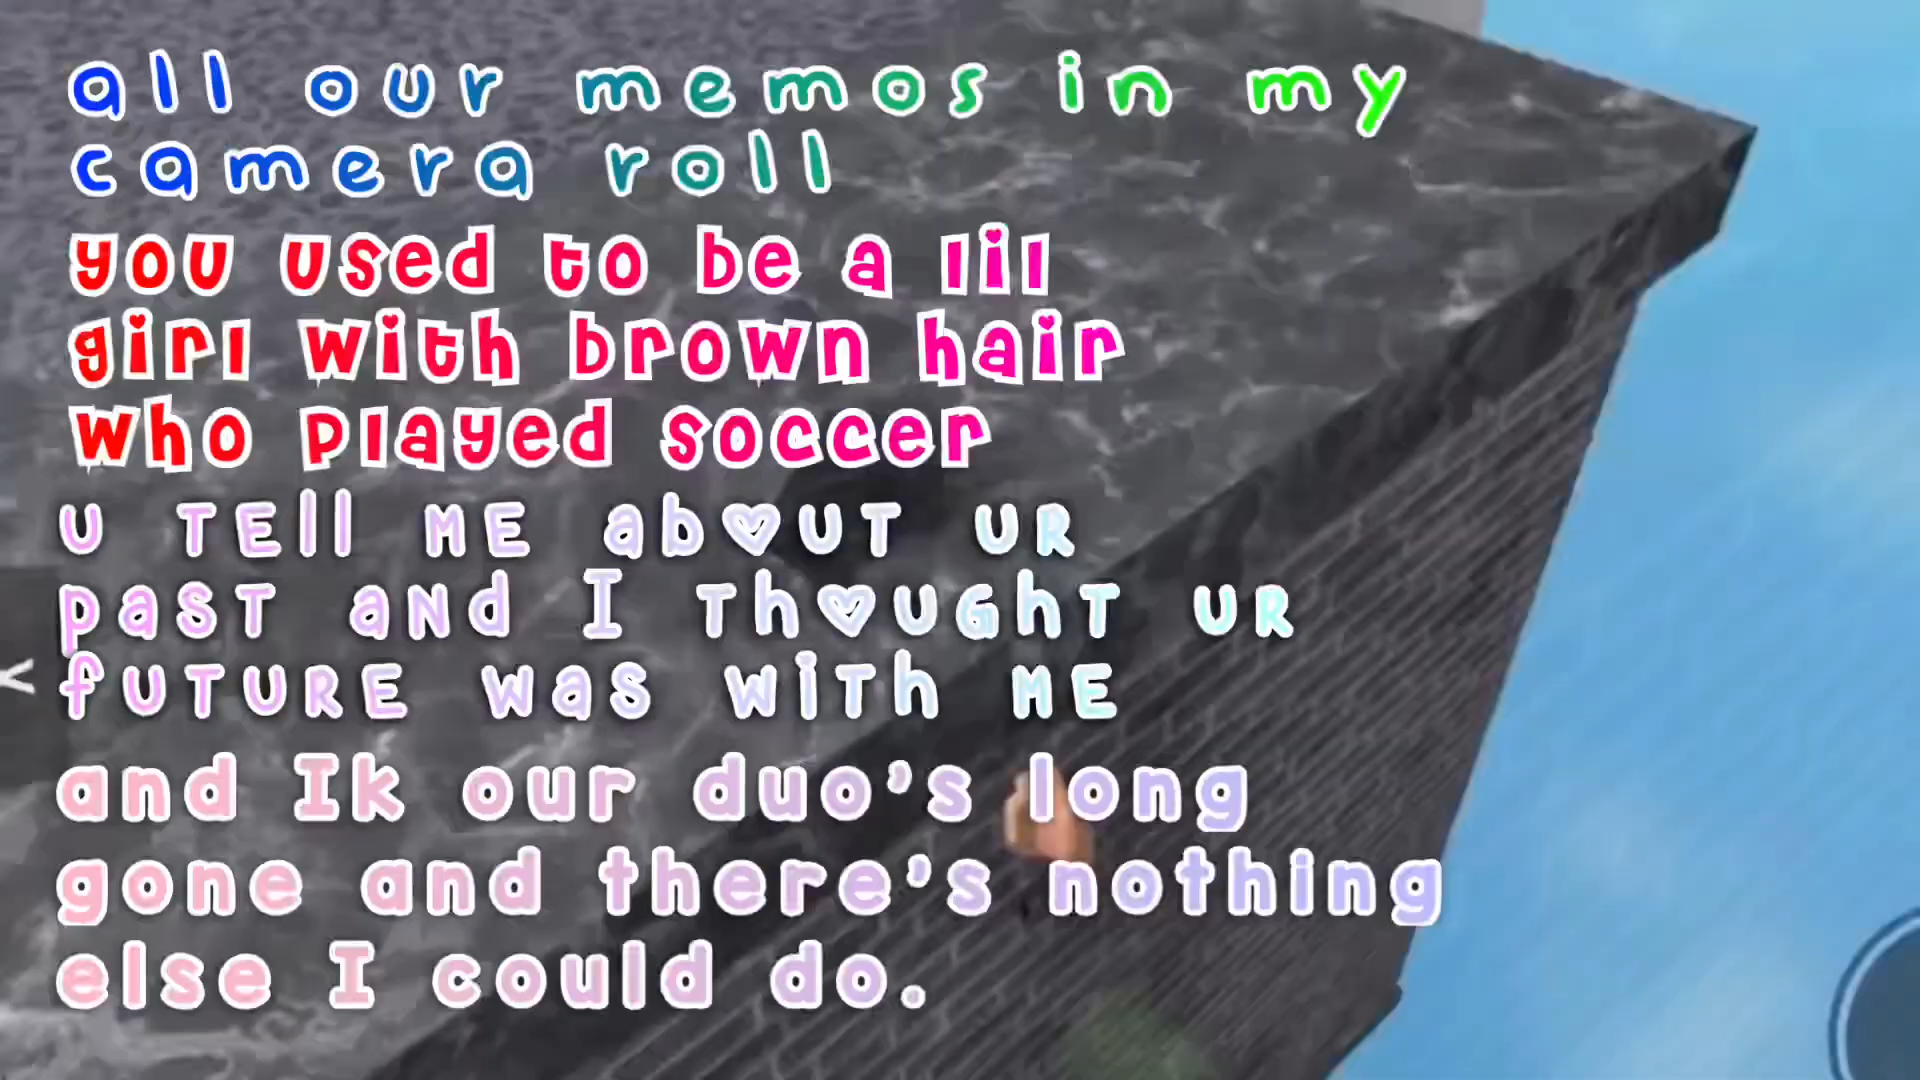 all our memos in my
camera roll
you used to be a lil
girl with brown hair
who played soccer
U TEll ME abOUT UR
pasT aNd I ThOUGhT UR
fUTURE was wiTh ME
and Ik our duo's long
gone and there's nothing
else I could do.